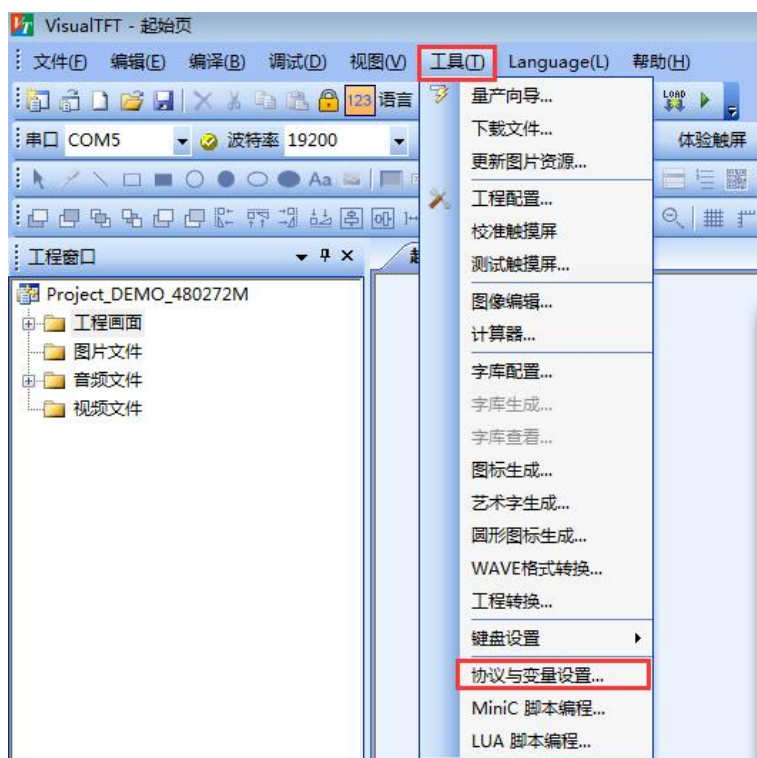 VisualTFT - 起始页
文件(F) 编辑(E) 编译(B) 调试(D) 视图(V) 工具(T) Language(L) 帮助(H)
123 语言 LOAD
串口 COM5 波特率 19200 体验触屏
Aa
工程窗口
Project_DEMO_480272M
工程画面
图片文件
音频文件
视频文件
量产向导...
下载文件...
更新图片资源...
工程配置...
校准触摸屏
测试触摸屏...
图像编辑...
计算器...
字库配置...
字库生成...
字库查看...
图标生成...
艺术字生成...
圆形图标生成...
WAVE格式转换...
工程转换...
键盘设置
协议与变量设置...
MiniC 脚本编程...
LUA 脚本编程...